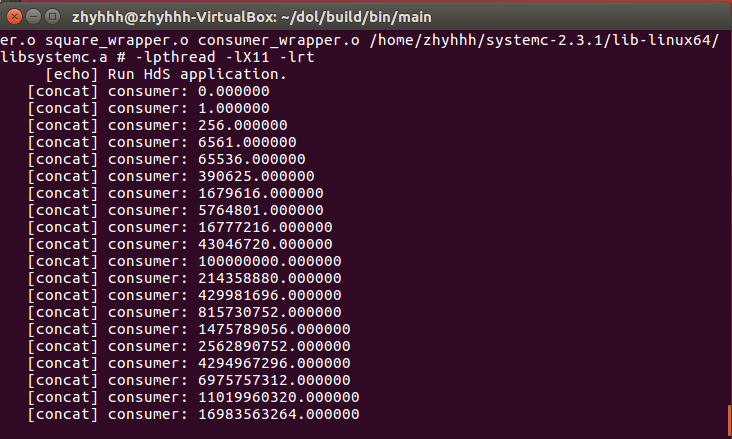 zhyhhh@zhyhhh-VirtualBox: ~/dol/build/bin/main
er.o square_wrapper.o consumer_wrapper.o /home/zhyhhh/systemc-2.3.1/lib-linux64/
libsystemc.a # -lpthread -lX11 -lrt
[echo] Run HdS application.
[concat] consumer: 0.000000
[concat] consumer: 1.000000
[concat] consumer: 256.000000
[concat] consumer: 6561.000000
[concat] consumer: 65536.000000
[concat] consumer: 390625.000000
[concat] consumer: 1679616.000000
[concat] consumer: 5764801.000000
[concat] consumer: 16777216.000000
[concat] consumer: 43046720.000000
[concat] consumer: 100000000.000000
[concat] consumer: 214358880.000000
[concat] consumer: 429981696.000000
[concat] consumer: 815730752.000000
[concat] consumer: 1475789056.000000
[concat] consumer: 2562890752.000000
[concat] consumer: 4294967296.000000
[concat] consumer: 6975757312.000000
[concat] consumer: 11019960320.000000
[concat] consumer: 16983563264.000000